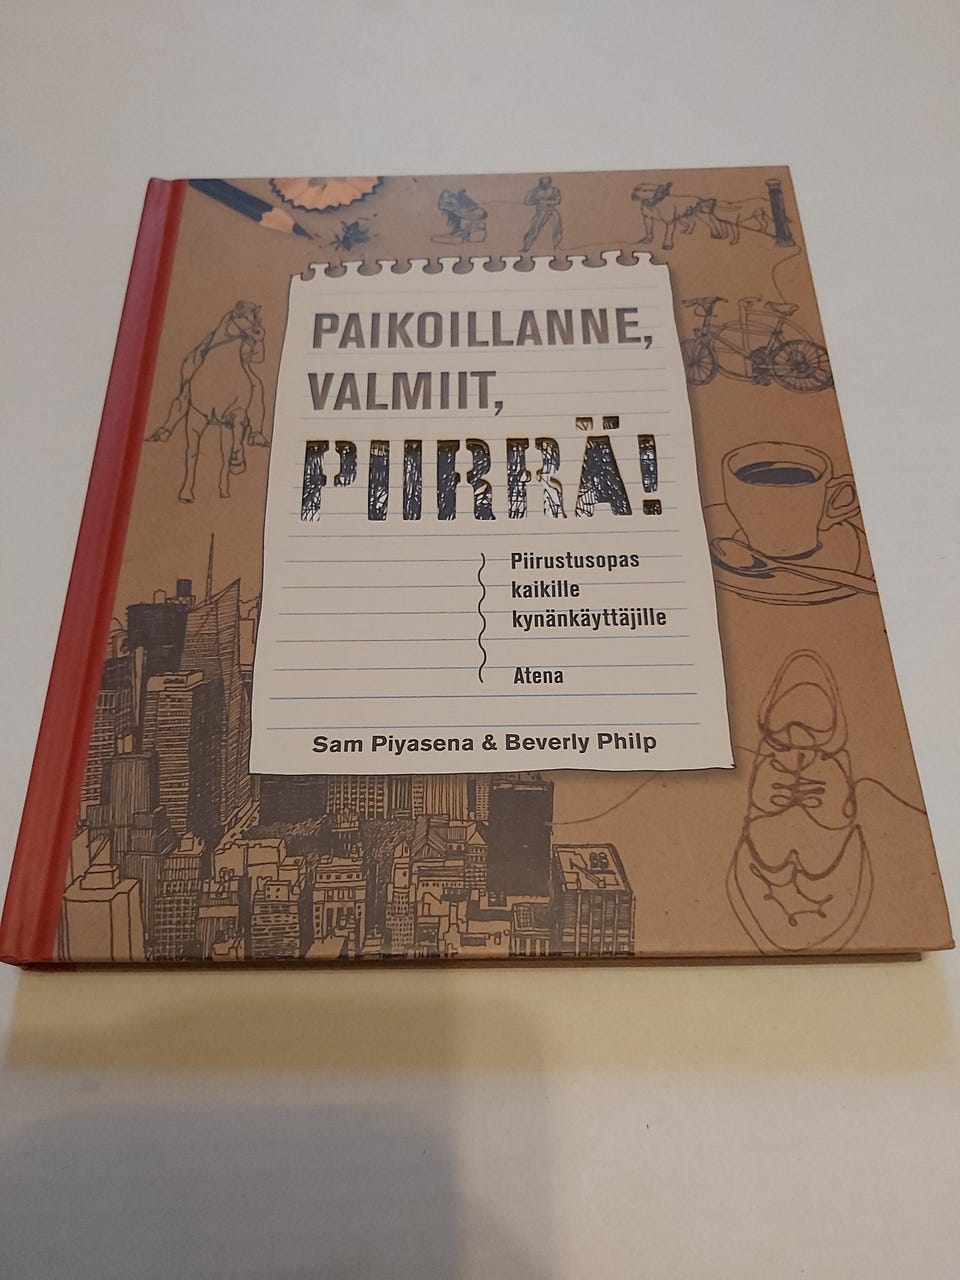 PAIKOILLANNE,
VALMIIT,
PIIRRÄ!
Piirustusopas
kaikille
kynänkäyttäjille
Atena
Sam Piyasena & Beverly Philp